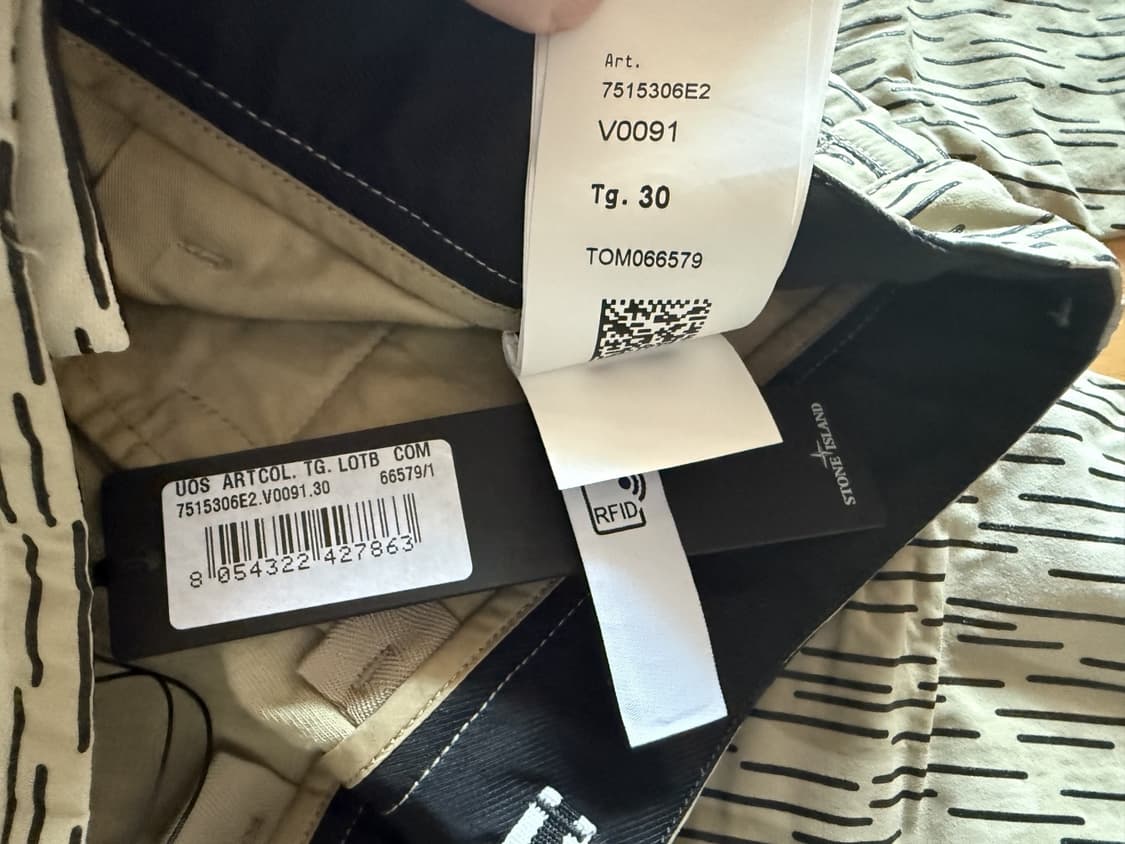 Art.
7515306E2
V0091
Tg. 30
TOM066579
RFID
STONE ISLAND
UOS ARTCOL. TG. LOTB COM
7515306E2.V0091.30 66579/1
8 054322 427863